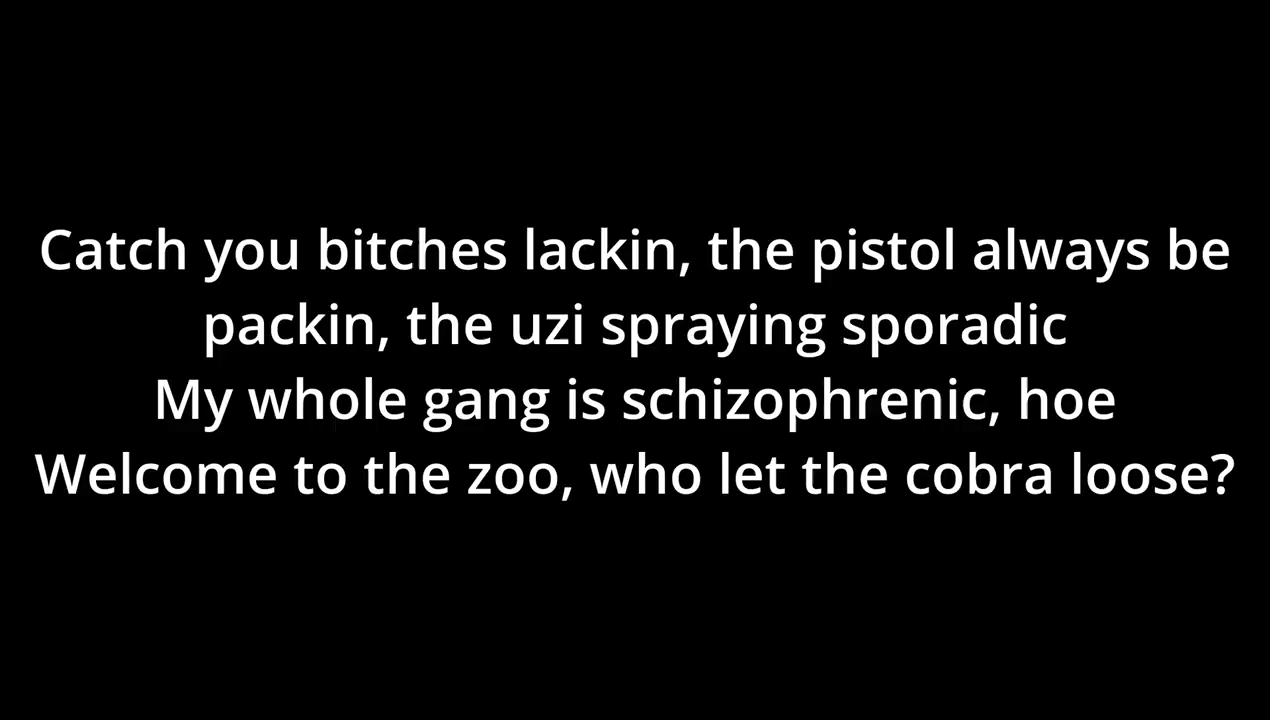 Catch you bitches lackin, the pistol always be
packin, the uzi spraying sporadic
My whole gang is schizophrenic, hoe
Welcome to the zoo, who let the cobra loose?